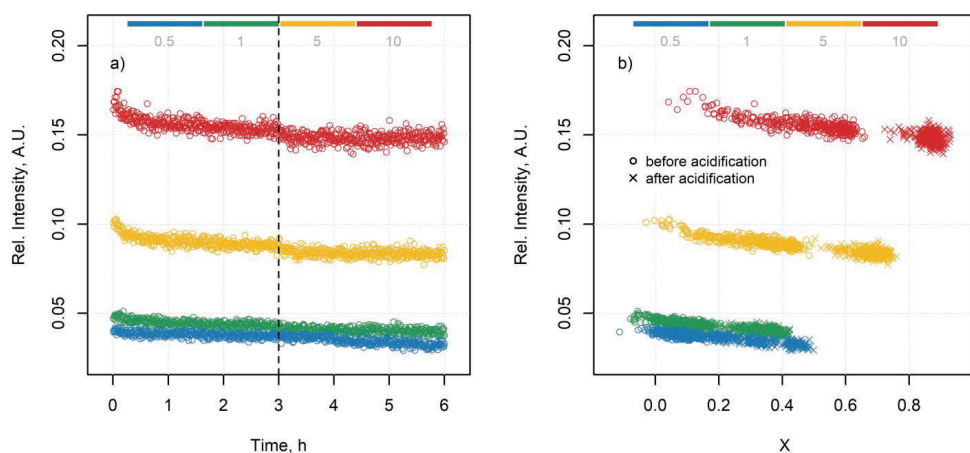 0.5 1 5 10
a)
0.20
0.15
0.10
0.05
Rel. Intensity, A.U.
0 1 2 3 4 5 6
Time, h
0.5 1 5 10
b)
0.20
0.15
0.10
0.05
Rel. Intensity, A.U.
before acidification
after acidification
0.0 0.2 0.4 0.6 0.8
X